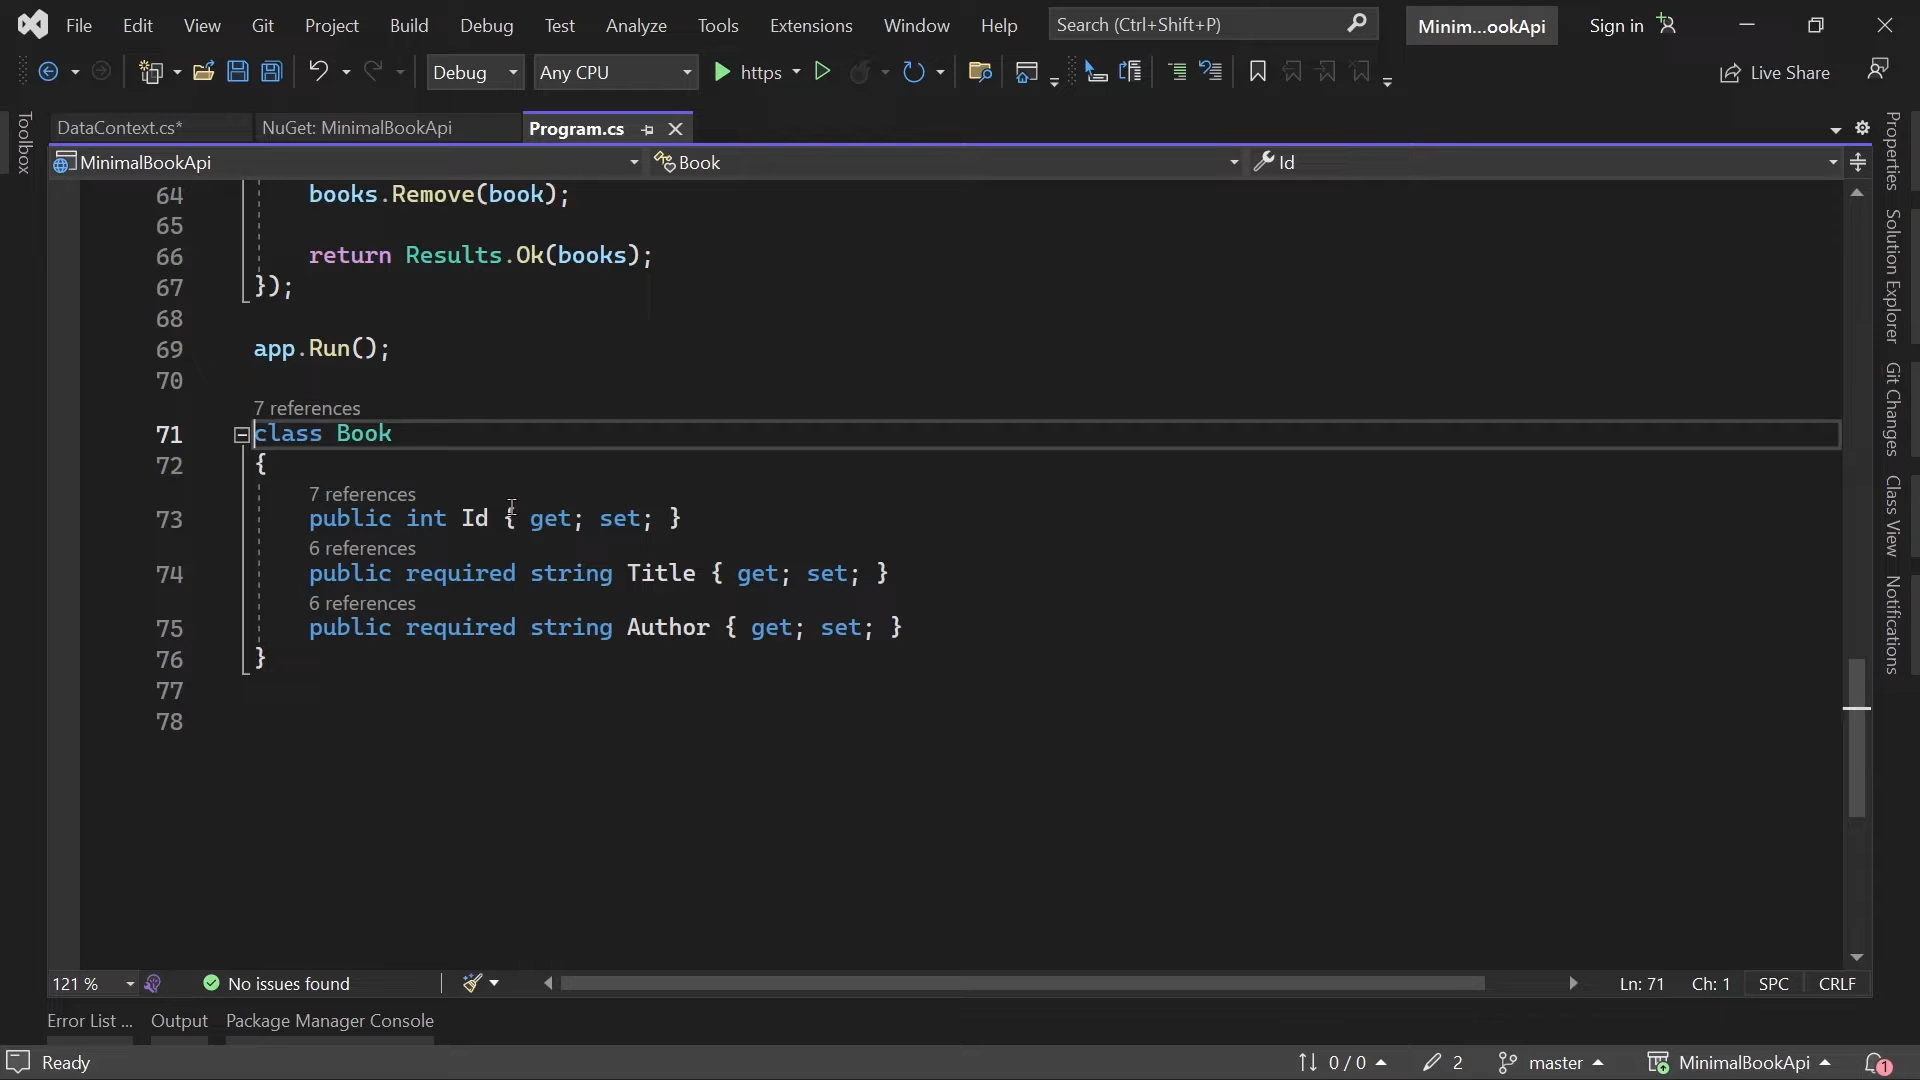 File Edit View Git Project Build Debug Test Analyze Tools Extensions Window Help Search (Ctrl+Shift+P) Minim...ookApi Sign in
Debug Any CPU https Live Share
DataContext.cs* NuGet: MinimalBookApi Program.cs
MinimalBookApi Book Id
64 books.Remove(book);
65
66 return Results.Ok(books);
67 });
68
69 app.Run();
70
7 references
71 class Book
72 {
7 references
73 public int Id { get; set; }
6 references
74 public required string Title { get; set; }
6 references
75 public required string Author { get; set; }
76 }
77
78
121 % No issues found Ln: 71 Ch: 1 SPC CRLF
Error List ... Output Package Manager Console
Ready 0 / 0 2 master MinimalBookApi 1
Toolbox
Properties
Solution Explorer
Git Changes
Class View
Notifications